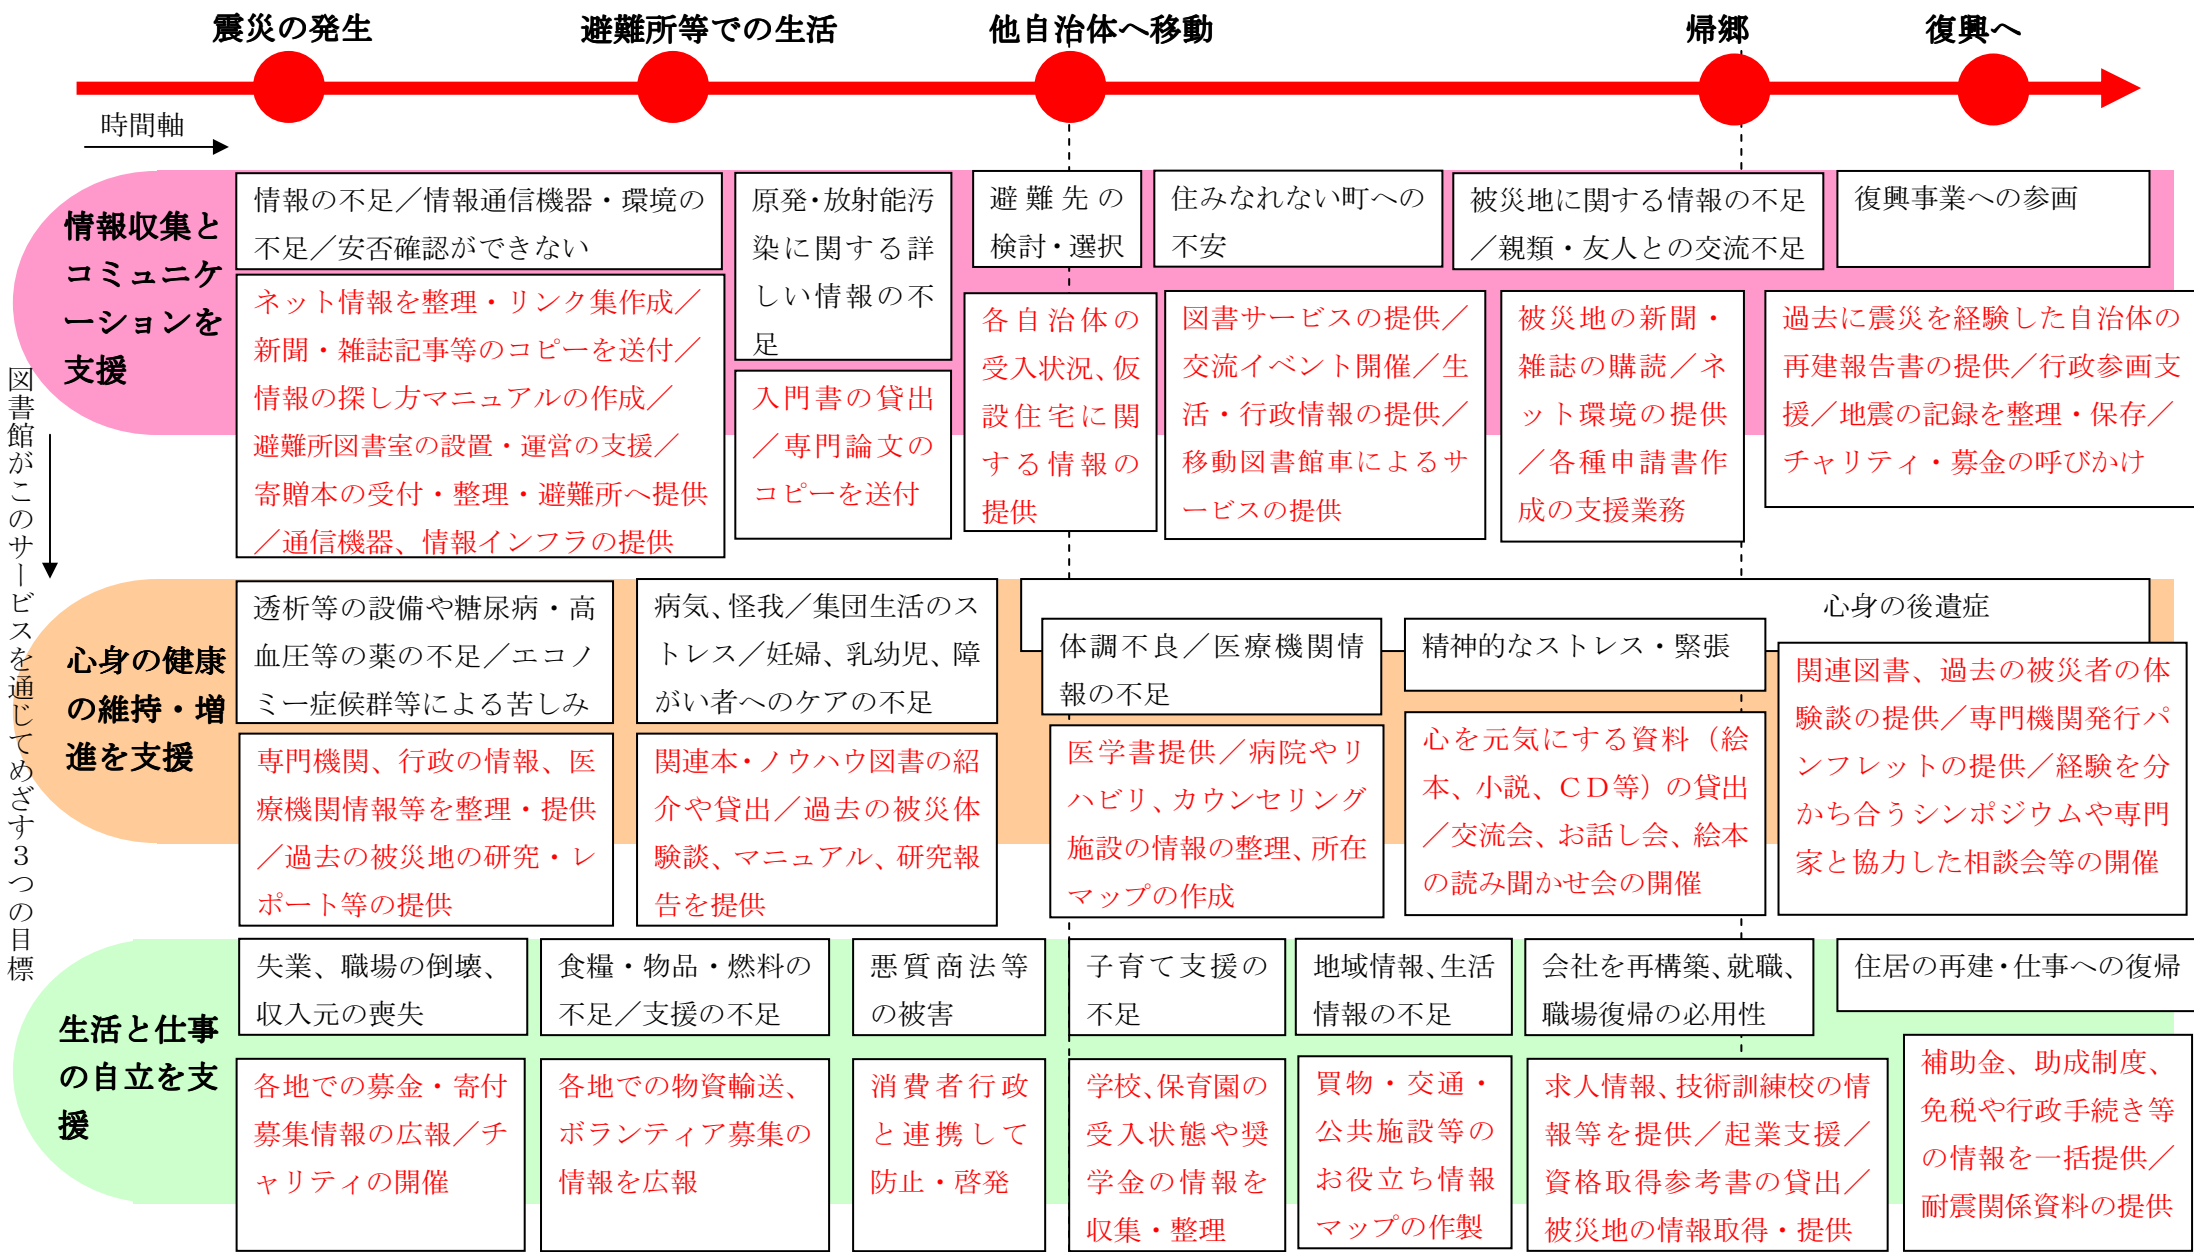 震災の発生
避難所等での生活
他自治体へ移動
帰郷
復興へ
時間軸
図書館がこのサービスを通じてめざす３つの目標
情報収集と
コミュニケ
ーションを
支援
情報の不足／情報通信機器・環境の
不足／安否確認ができない
ネット情報を整理・リンク集作成／
新聞・雑誌記事等のコピーを送付／
情報の探し方マニュアルの作成／
避難所図書室の設置・運営の支援／
寄贈本の受付・整理・避難所へ提供
／通信機器、情報インフラの提供
原発・放射能汚
染に関する詳
しい情報の不
足
入門書の貸出
／専門論文の
コピーを送付
避難先の
検討・選択
各自治体の
受入状況、仮
設住宅に関
する情報の
提供
住みなれない町への
不安
図書サービスの提供／
交流イベント開催／生
活・行政情報の提供／
移動図書館車によるサ
ービスの提供
被災地に関する情報の不足
／親類・友人との交流不足
被災地の新聞・
雑誌の購読／ネ
ット環境の提供
／各種申請書作
成の支援業務
復興事業への参画
過去に震災を経験した自治体の
再建報告書の提供／行政参画支
援／地震の記録を整理・保存／
チャリティ・募金の呼びかけ
心身の健康
の維持・増
進を支援
透析等の設備や糖尿病・高
血圧等の薬の不足／エコノ
ミー症候群等による苦しみ
専門機関、行政の情報、医
療機関情報等を整理・提供
／過去の被災地の研究・レ
ポート等の提供
病気、怪我／集団生活のス
トレス／妊婦、乳幼児、障
がい者へのケアの不足
関連本・ノウハウ図書の紹
介や貸出／過去の被災体
験談、マニュアル、研究報
告を提供
心身の後遺症
体調不良／医療機関情
報の不足
医学書提供／病院やリ
ハビリ、カウンセリング
施設の情報の整理、所在
マップの作成
精神的なストレス・緊張
心を元気にする資料（絵
本、小説、ＣＤ等）の貸出
／交流会、お話し会、絵本
の読み聞かせ会の開催
関連図書、過去の被災者の体
験談の提供／専門機関発行パ
ンフレットの提供／経験を分
かち合うシンポジウムや専門
家と協力した相談会等の開催
生活と仕事
の自立を支
援
失業、職場の倒壊、
収入元の喪失
各地での募金・寄付
募集情報の広報／チ
ャリティの開催
食糧・物品・燃料の
不足／支援の不足
各地での物資輸送、
ボランティア募集の
情報を広報
悪質商法等
の被害
消費者行政
と連携して
防止・啓発
子育て支援の
不足
学校、保育園の
受入状態や奨
学金の情報を
収集・整理
地域情報、生活
情報の不足
買物・交通・
公共施設等の
お役立ち情報
マップの作製
会社を再構築、就職、
職場復帰の必用性
求人情報、技術訓練校の情
報等を提供／起業支援／
資格取得参考書の貸出／
被災地の情報取得・提供
住居の再建・仕事への復帰
補助金、助成制度、
免税や行政手続き等
の情報を一括提供／
耐震関係資料の提供